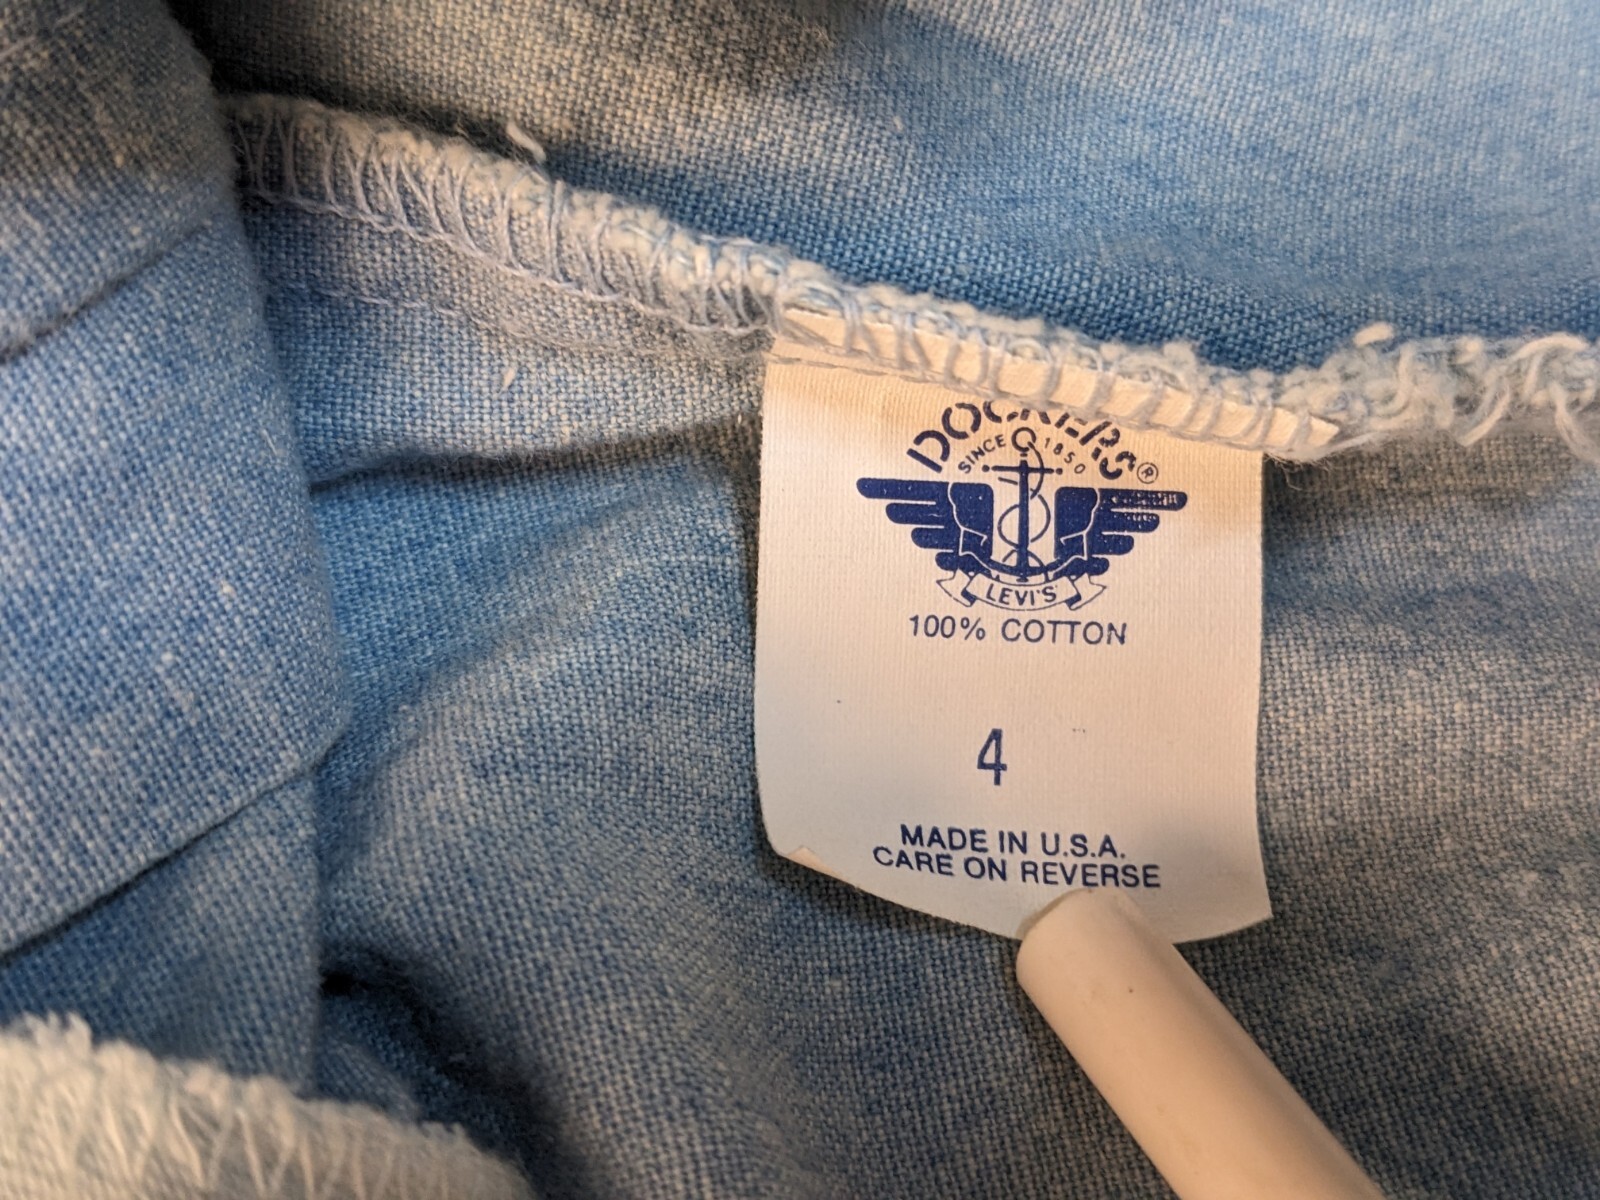 DOCKERS®
SINCE 1850
LEVI'S
100% COTTON
4
MADE IN U.S.A.
CARE ON REVERSE